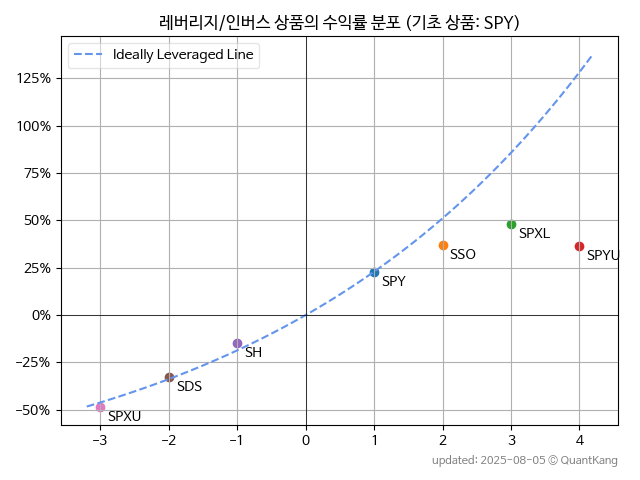 레버리지/인버스 상품의 수익률 분포 (기초 상품: SPY)
Ideally Leveraged Line
125%
100%
75%
50%
25%
0%
−25%
−50%
SPXL
SPYU
SSO
SPY
SH
SDS
SPXU
−3 −2 −1 0 1 2 3 4
updated: 2025-08-05 © QuantKang